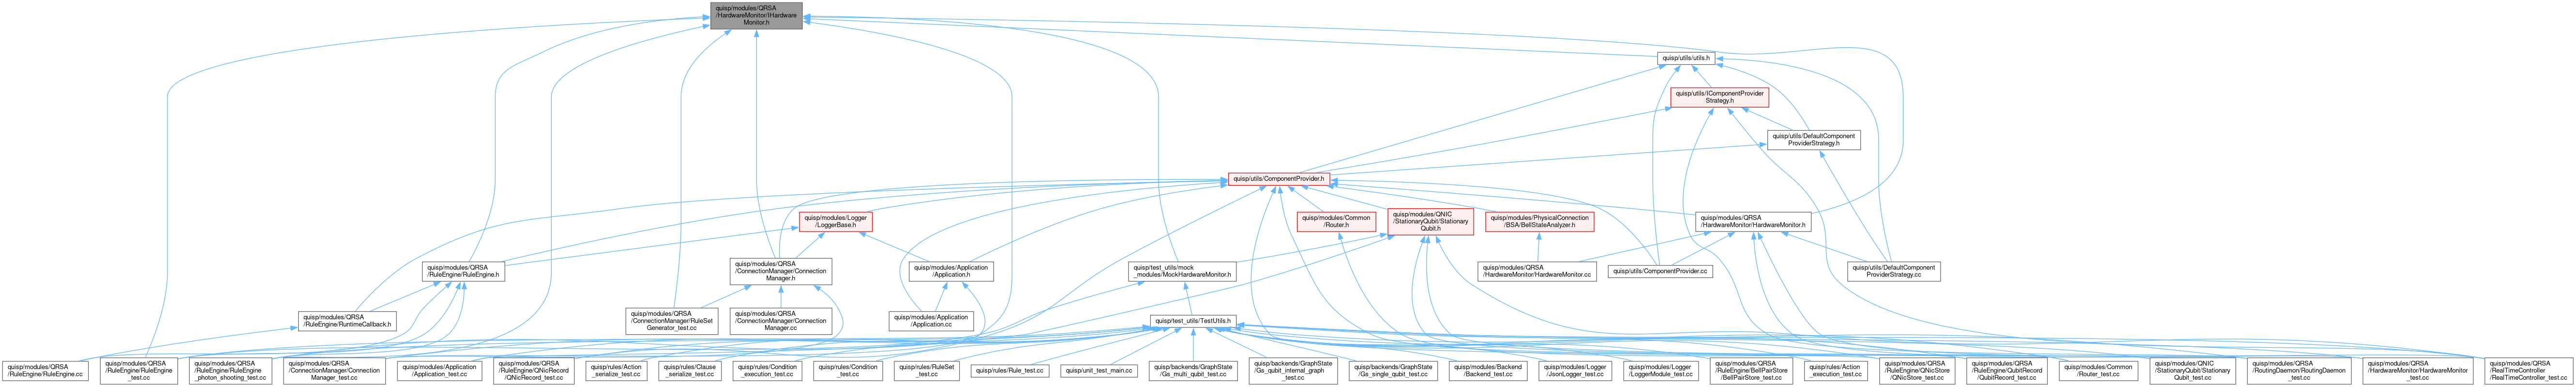 quisp/modules/QRSA
/HardwareMonitor/IHardware
Monitor.h
quisp/utils/utils.h
quisp/utils/IComponentProvider
Strategy.h
quisp/utils/DefaultComponent
ProviderStrategy.h
quisp/utils/ComponentProvider.h
quisp/modules/Logger
/LoggerBase.h
quisp/modules/Common
/Router.h
quisp/modules/QNIC
/StationaryQubit/Stationary
Qubit.h
quisp/modules/PhysicalConnection
/BSA/BellStateAnalyzer.h
quisp/modules/QRSA
/HardwareMonitor/HardwareMonitor.h
quisp/modules/QRSA
/RuleEngine/RuleEngine.h
quisp/modules/QRSA
/ConnectionManager/Connection
Manager.h
quisp/modules/Application
/Application.h
quisp/test_utils/mock
_modules/MockHardwareMonitor.h
quisp/modules/QRSA
/HardwareMonitor/HardwareMonitor.cc
quisp/utils/ComponentProvider.cc
quisp/utils/DefaultComponent
ProviderStrategy.cc
quisp/modules/QRSA
/RuleEngine/RuntimeCallback.h
quisp/modules/QRSA
/ConnectionManager/RuleSet
Generator_test.cc
quisp/modules/QRSA
/ConnectionManager/Connection
Manager.cc
quisp/modules/Application
/Application.cc
quisp/test_utils/TestUtils.h
quisp/modules/QRSA
/RuleEngine/RuleEngine.cc
quisp/modules/QRSA
/RuleEngine/RuleEngine
_test.cc
quisp/modules/QRSA
/RuleEngine/RuleEngine
_photon_shooting_test.cc
quisp/modules/QRSA
/ConnectionManager/Connection
Manager_test.cc
quisp/modules/Application
/Application_test.cc
quisp/modules/QRSA
/RuleEngine/QNicRecord
/QNicRecord_test.cc
quisp/rules/Action
_serialize_test.cc
quisp/rules/Clause
_serialize_test.cc
quisp/rules/Condition
_execution_test.cc
quisp/rules/Condition
_test.cc
quisp/rules/RuleSet
_test.cc
quisp/rules/Rule_test.cc
quisp/unit_test_main.cc
quisp/backends/GraphState
/Gs_multi_qubit_test.cc
quisp/backends/GraphState
/Gs_qubit_internal_graph
_test.cc
quisp/backends/GraphState
/Gs_single_qubit_test.cc
quisp/modules/Backend
/Backend_test.cc
quisp/modules/Logger
/JsonLogger_test.cc
quisp/modules/Logger
/LoggerModule_test.cc
quisp/modules/QRSA
/RuleEngine/BellPairStore
/BellPairStore_test.cc
quisp/rules/Action
_execution_test.cc
quisp/modules/QRSA
/RuleEngine/QNicStore
/QNicStore_test.cc
quisp/modules/QRSA
/RuleEngine/QubitRecord
/QubitRecord_test.cc
quisp/modules/Common
/Router_test.cc
quisp/modules/QNIC
/StationaryQubit/Stationary
Qubit_test.cc
quisp/modules/QRSA
/RoutingDaemon/RoutingDaemon
_test.cc
quisp/modules/QRSA
/HardwareMonitor/HardwareMonitor
_test.cc
quisp/modules/QRSA
/RealTimeController
/RealTimeController_test.cc